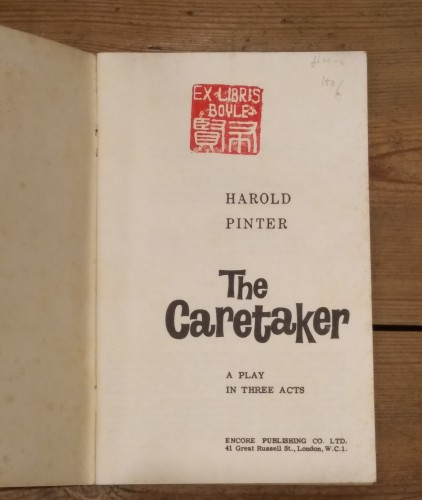 EX LIBRIS
BOYLE
HAROLD
PINTER
The
Caretaker
A PLAY
IN THREE ACTS
ENCORE PUBLISHING CO. LTD.
41 Great Russell St., London, W.C.1.